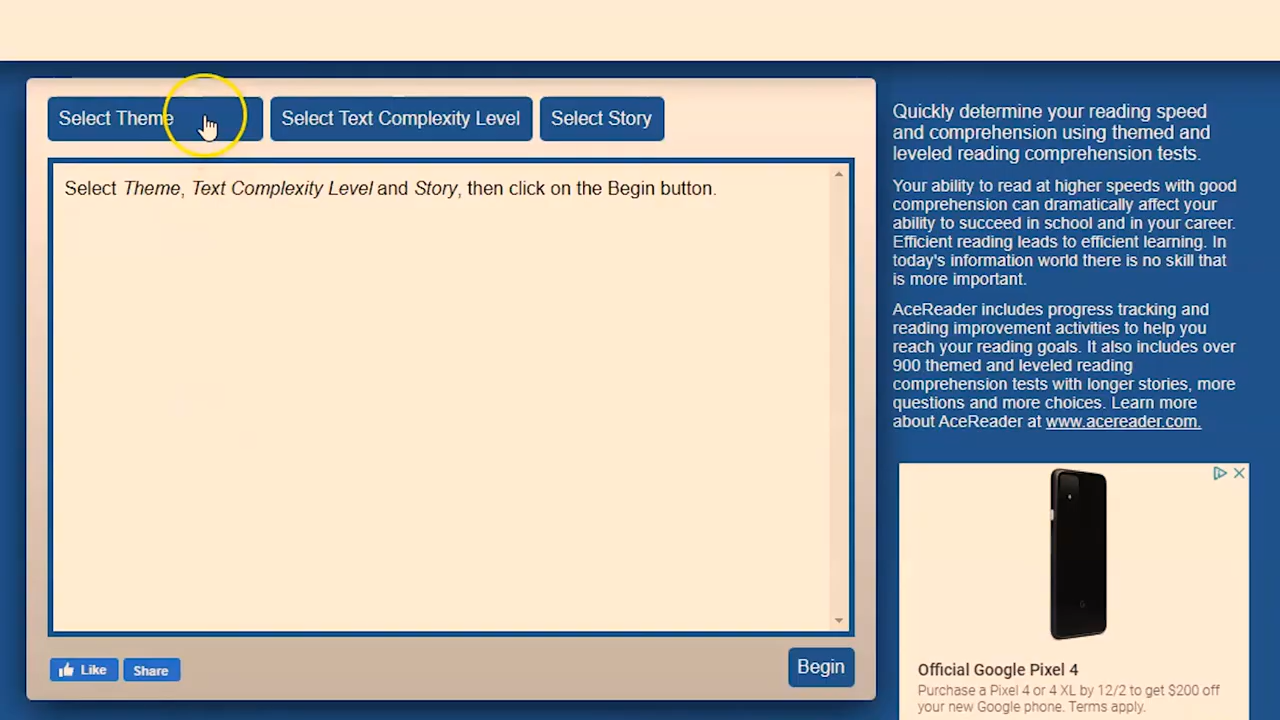 Select Theme
Select Text Complexity Level
Select Story
Select Theme, Text Complexity Level and Story, then click on the Begin button.
Like
Share
Begin
Quickly determine your reading speed
and comprehension using themed and
leveled reading comprehension tests.
Your ability to read at higher speeds with good
comprehension can dramatically affect your
ability to succeed in school and in your career.
Efficient reading leads to efficient learning. In
today's information world there is no skill that
is more important.
AceReader includes progress tracking and
reading improvement activities to help you
reach your reading goals. It also includes over
900 themed and leveled reading
comprehension tests with longer stories, more
questions and more choices. Learn more
about AceReader at www.acereader.com.
Official Google Pixel 4
Purchase a Pixel 4 or 4 XL by 12/2 to get $200 off
your new Google phone. Terms apply.